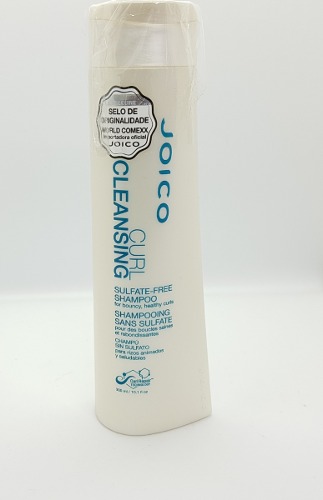 SELO DE
ORIGINALIDADE
WORLD COMEXX
importadora oficial
JOICO
JOICO
CURL
CLEANSING
SULFATE-FREE
SHAMPOO
for bouncy, healthy curls
SHAMPOOING
SANS SULFATE
pour des boucles saines
et rebondissantes
CHAMPÚ
SIN SULFATO
para rizos animados
y saludables